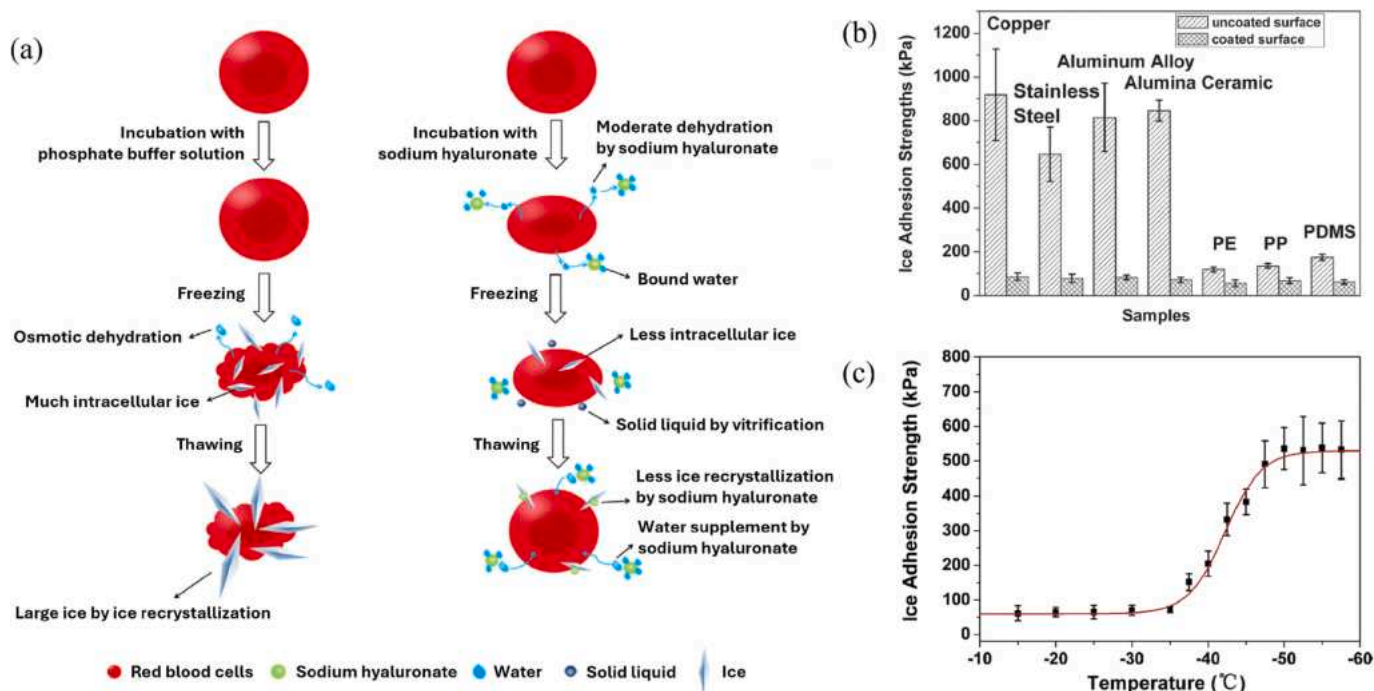 (a)
Incubation with
phosphate buffer solution
Freezing
Osmotic dehydration
Much intracellular ice
Thawing
Large ice by ice recrystallization
Incubation with
sodium hyaluronate
Moderate dehydration
by sodium hyaluronate
Bound water
Freezing
Less intracellular ice
Solid liquid by vitrification
Thawing
Less ice recrystallization
by sodium hyaluronate
Water supplement by
sodium hyaluronate
Red blood cells
Sodium hyaluronate
Water
Solid liquid
Ice
(b)
Ice Adhesion Strengths (kPa)
1200
1000
800
600
400
200
0
uncoated surface
coated surface
Copper
Stainless
Steel
Aluminum Alloy
Alumina Ceramic
PE
PP
PDMS
Samples
(c)
Ice Adhesion Strength (kPa)
800
700
600
500
400
300
200
100
0
-10
-20
-30
-40
-50
-60
Temperature (℃)